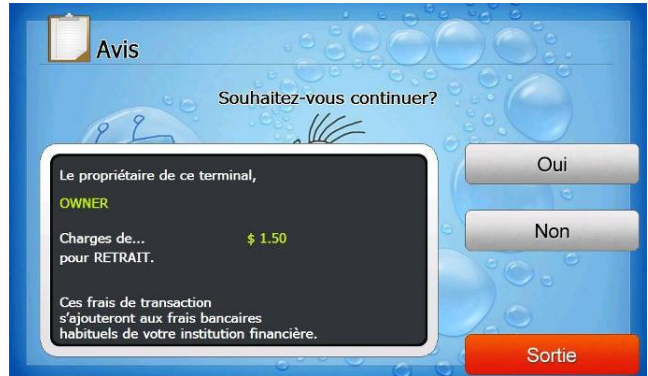 Avis
Souhaitez-vous continuer?
Le propriétaire de ce terminal,
OWNER
Charges de... $ 1.50
pour RETRAIT.
Ces frais de transaction
s'ajouteront aux frais bancaires
habituels de votre institution financière.
Oui
Non
Sortie